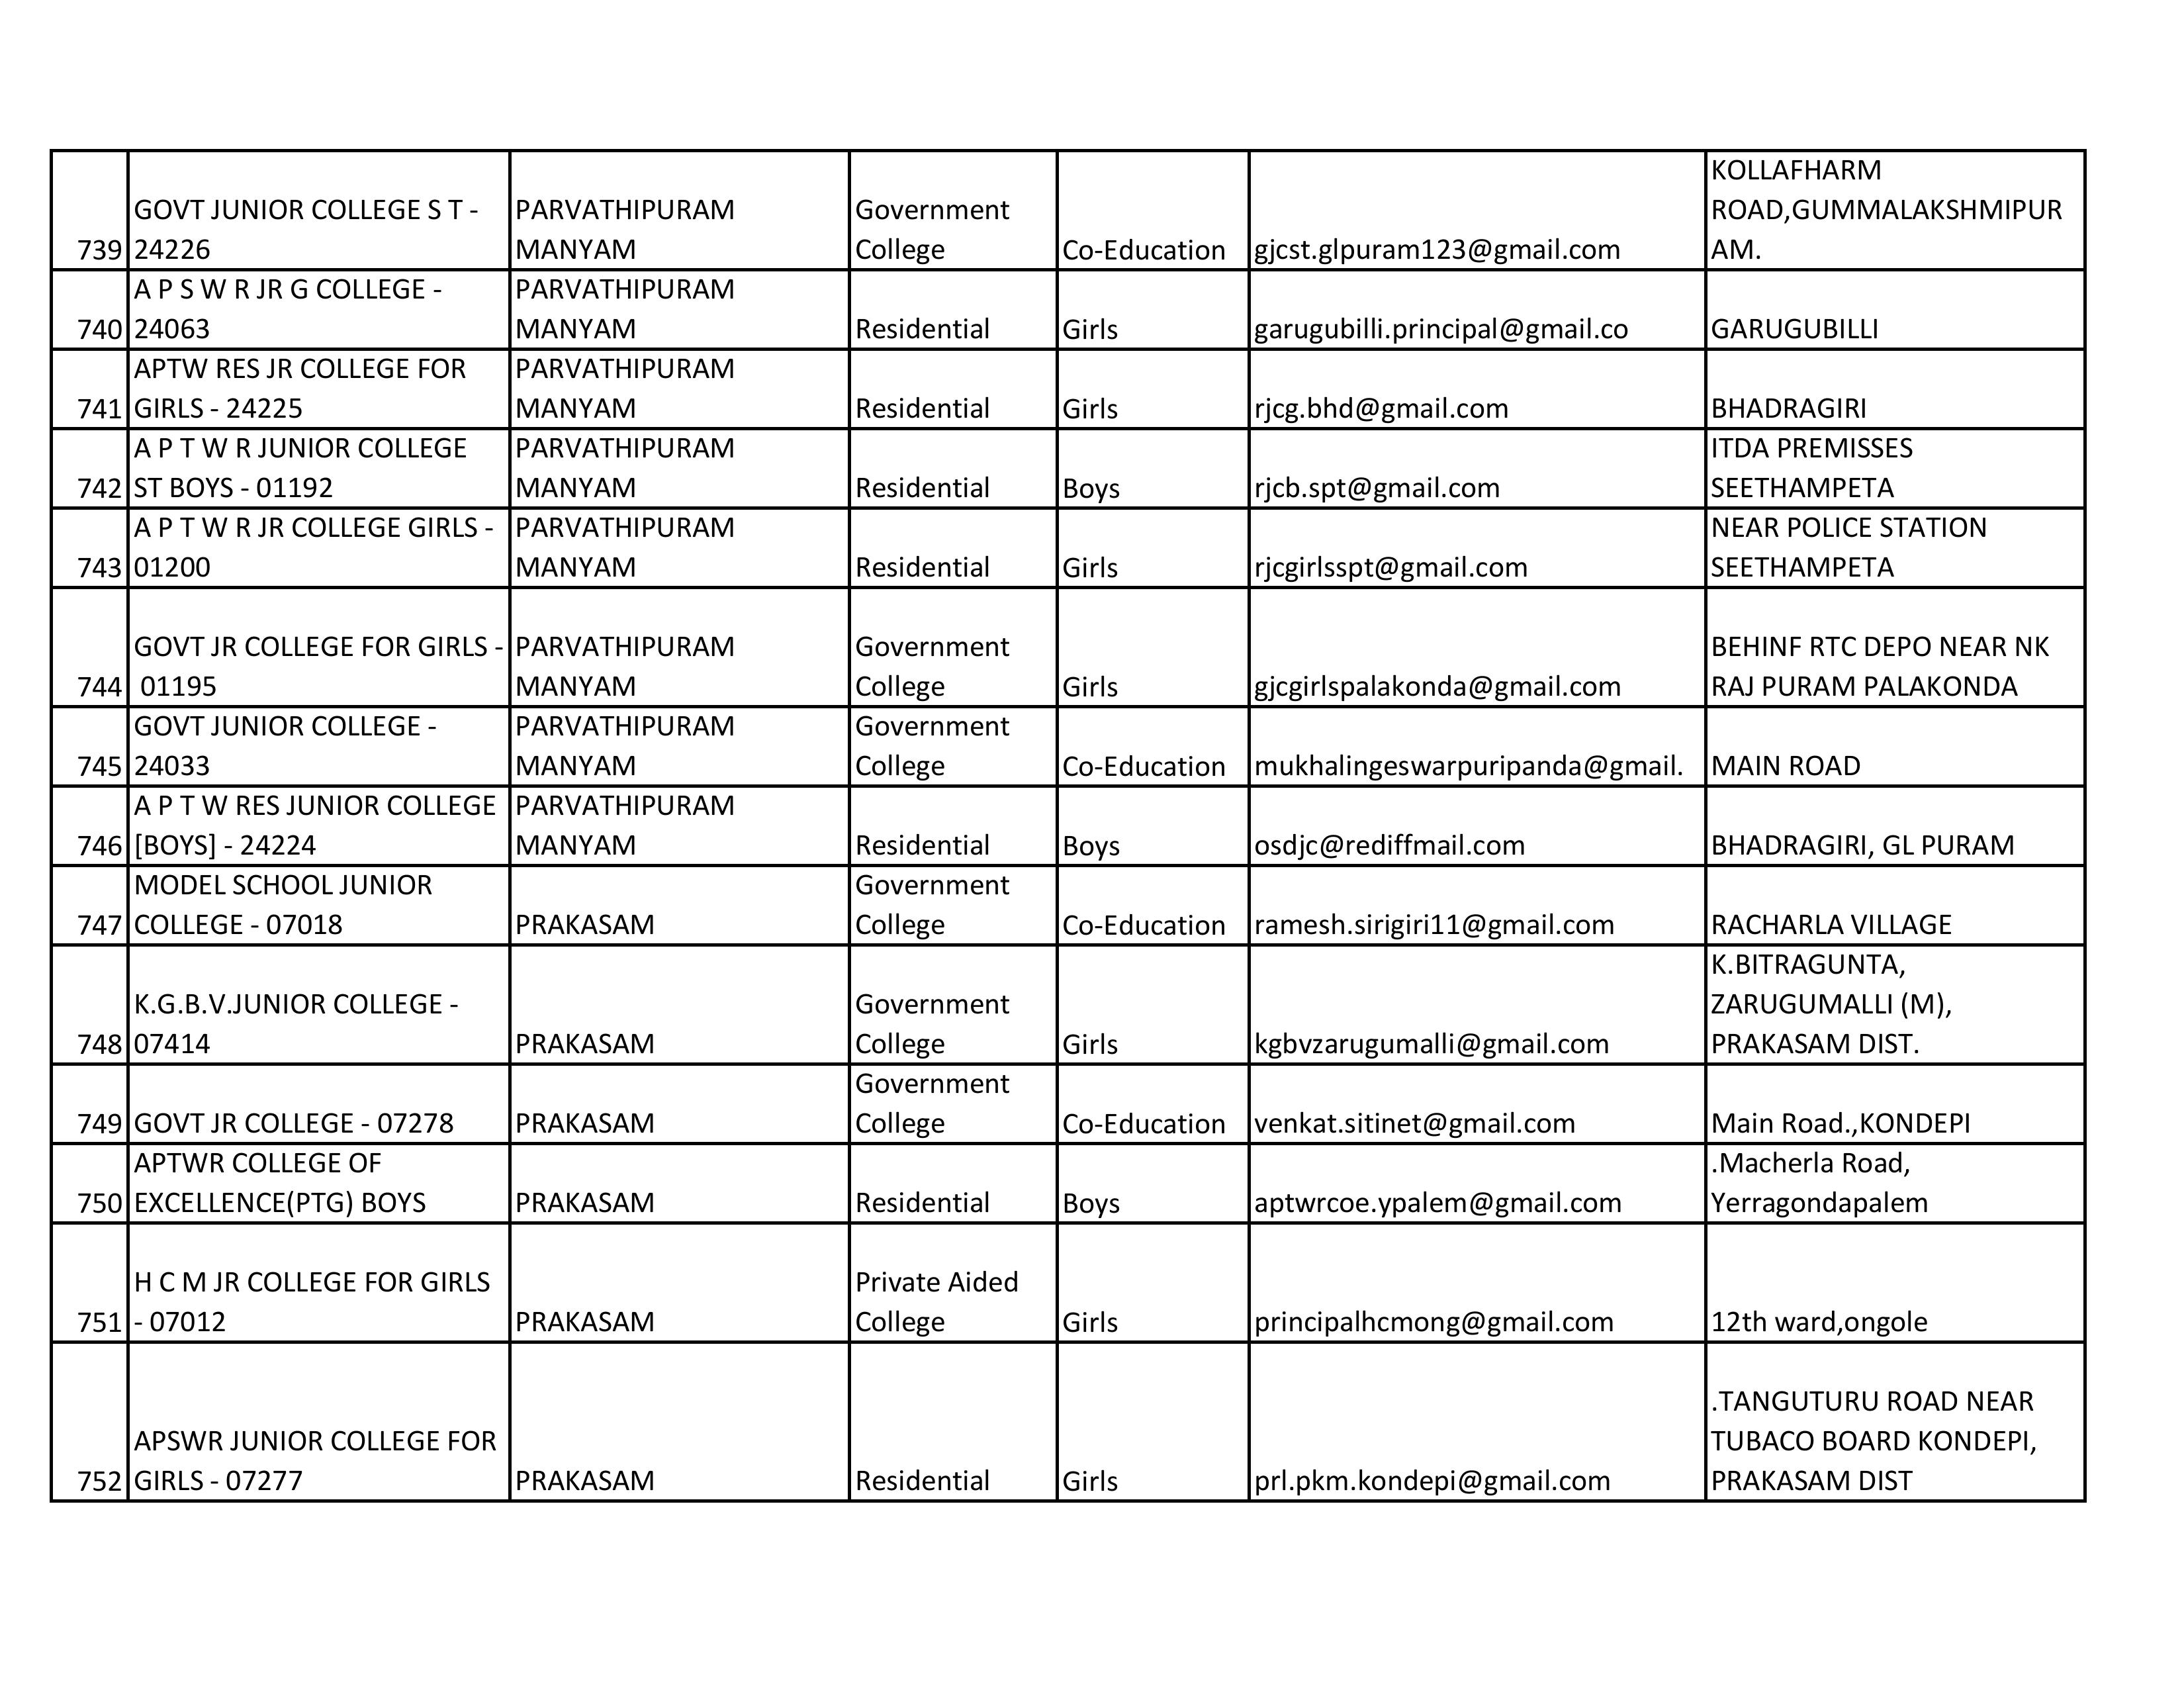 739 GOVT JUNIOR COLLEGE S T - 24226 PARVATHIPURAM MANYAM Government College Co-Education gjcst.glpuram123@gmail.com KOLLAFHARM ROAD,GUMMALAKSHMIPURAM.
740 A P S W R JR G COLLEGE - 24063 PARVATHIPURAM MANYAM Residential Girls garugubilli.principal@gmail.co GARUGUBILLI
741 APTW RES JR COLLEGE FOR GIRLS - 24225 PARVATHIPURAM MANYAM Residential Girls rjcg.bhd@gmail.com BHADRAGIRI
742 A P T W R JUNIOR COLLEGE ST BOYS - 01192 PARVATHIPURAM MANYAM Residential Boys rjcb.spt@gmail.com ITDA PREMISSES SEETHAMPETA
743 A P T W R JR COLLEGE GIRLS - 01200 PARVATHIPURAM MANYAM Residential Girls rjcgirlsspt@gmail.com NEAR POLICE STATION SEETHAMPETA
744 GOVT JR COLLEGE FOR GIRLS - 01195 PARVATHIPURAM MANYAM Government College Girls gjcgirlspalakonda@gmail.com BEHINF RTC DEPO NEAR NK RAJ PURAM PALAKONDA
745 GOVT JUNIOR COLLEGE - 24033 PARVATHIPURAM MANYAM Government College Co-Education mukhalingeswarpuripanda@gmail. MAIN ROAD
746 A P T W RES JUNIOR COLLEGE [BOYS] - 24224 PARVATHIPURAM MANYAM Residential Boys osdjc@rediffmail.com BHADRAGIRI, GL PURAM
747 MODEL SCHOOL JUNIOR COLLEGE - 07018 PRAKASAM Government College Co-Education ramesh.sirigiri11@gmail.com RACHARLA VILLAGE
748 K.G.B.V.JUNIOR COLLEGE - 07414 PRAKASAM Government College Girls kgbvzarugumalli@gmail.com K.BITRAGUNTA, ZARUGUMALLI (M), PRAKASAM DIST.
749 GOVT JR COLLEGE - 07278 PRAKASAM Government College Co-Education venkat.sitinet@gmail.com Main Road.,KONDEPI
750 APTWR COLLEGE OF EXCELLENCE(PTG) BOYS PRAKASAM Residential Boys aptwrcoe.ypalem@gmail.com .Macherla Road, Yerragondapalem
751 H C M JR COLLEGE FOR GIRLS - 07012 PRAKASAM Private Aided College Girls principalhcmong@gmail.com 12th ward,ongole
752 APSWR JUNIOR COLLEGE FOR GIRLS - 07277 PRAKASAM Residential Girls prl.pkm.kondepi@gmail.com .TANGUTURU ROAD NEAR TUBACO BOARD KONDEPI, PRAKASAM DIST